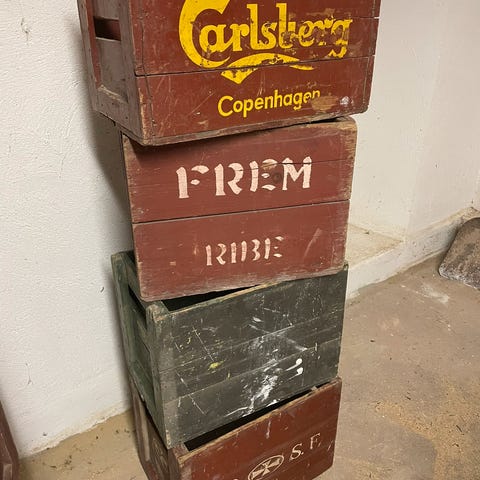 Carlsberg
Copenhagen
FREM
RIBE
S. F.